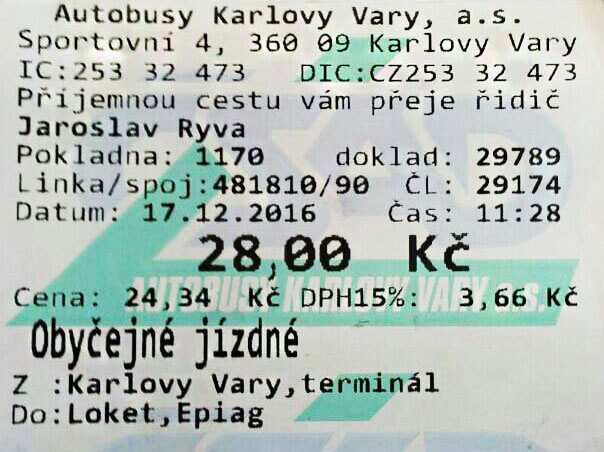 Autobusy Karlovy Vary, a.s.
Sportovní 4, 360 09 Karlovy Vary
IC:253 32 473 DIC:CZ253 32 473
Příjemnou cestu vám přeje řidič
Jaroslav Ryva
Pokladna: 1170 doklad: 29789
Linka/spoj:481810/90 ČL: 29174
Datum: 17.12.2016 Čas: 11:28
28,00 Kč
AUTOBUSY KARLOVY VARY, a.s.
Cena: 24,34 Kč DPH15%: 3,66 Kč
Obyčejné jízdné
Z :Karlovy Vary,terminál
Do:Loket,Epiag